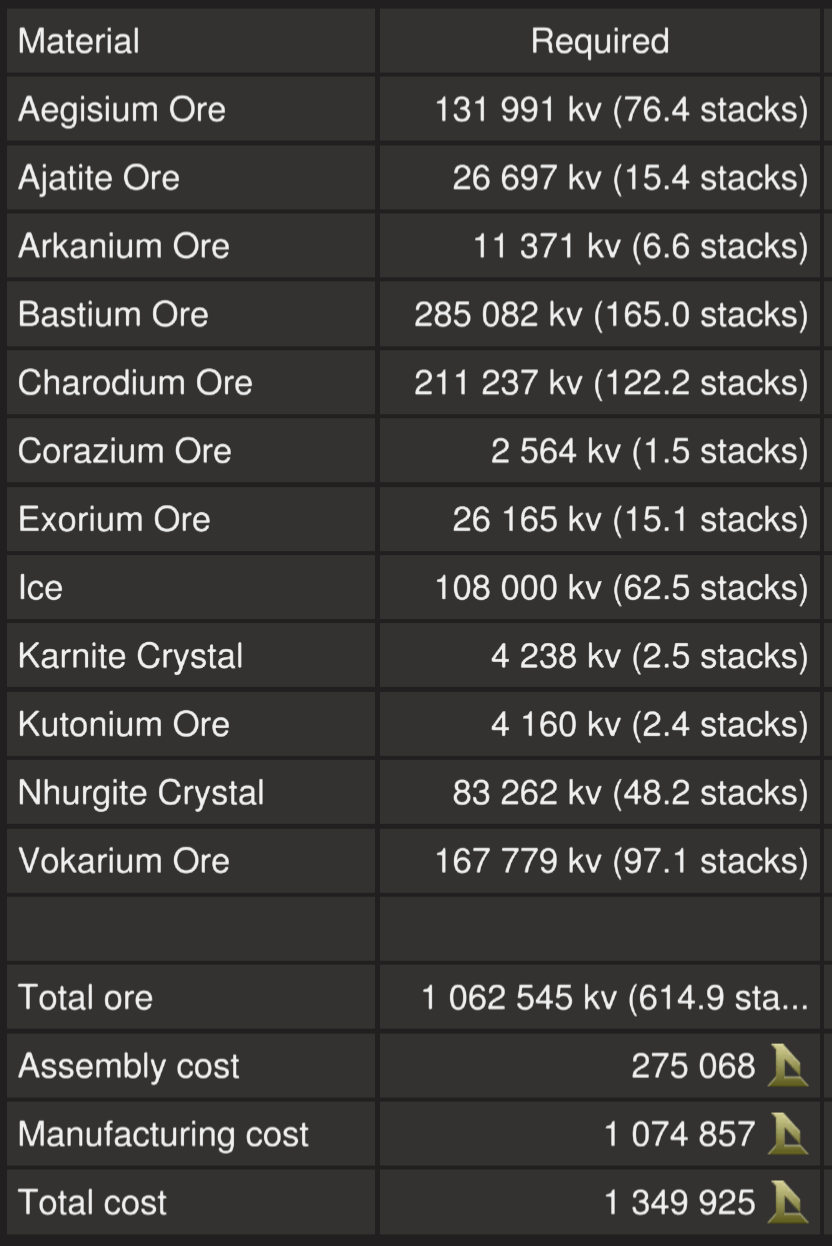 Material Required
Aegisium Ore 131 991 kv (76.4 stacks)
Ajatite Ore 26 697 kv (15.4 stacks)
Arkanium Ore 11 371 kv (6.6 stacks)
Bastium Ore 285 082 kv (165.0 stacks)
Charodium Ore 211 237 kv (122.2 stacks)
Corazium Ore 2 564 kv (1.5 stacks)
Exorium Ore 26 165 kv (15.1 stacks)
Ice 108 000 kv (62.5 stacks)
Karnite Crystal 4 238 kv (2.5 stacks)
Kutonium Ore 4 160 kv (2.4 stacks)
Nhurgite Crystal 83 262 kv (48.2 stacks)
Vokarium Ore 167 779 kv (97.1 stacks)
Total ore 1 062 545 kv (614.9 sta...
Assembly cost 275 068
Manufacturing cost 1 074 857
Total cost 1 349 925